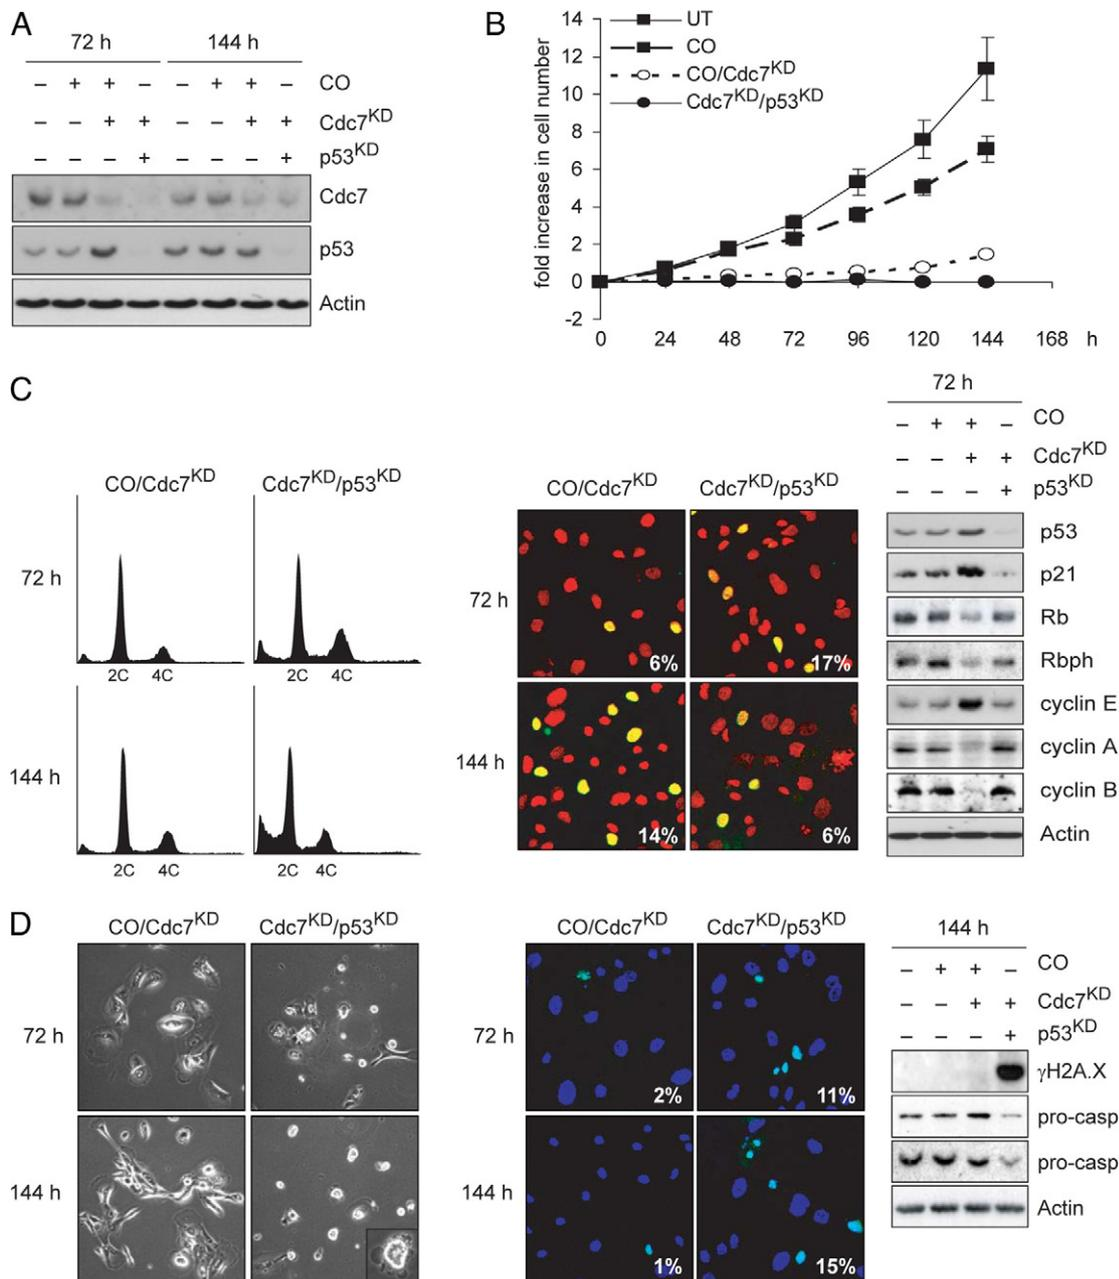 A
72 h 144 h
– + + – – + + – CO
– – + + – – + + Cdc7KD
– – – + – – – + p53KD
Cdc7
p53
Actin
B
fold increase in cell number
14
12
10
8
6
4
2
0
-2
UT
CO
CO/Cdc7KD
Cdc7KD/p53KD
0 24 48 72 96 120 144 168 h
C
CO/Cdc7KD Cdc7KD/p53KD
72 h
2C 4C 2C 4C
144 h
2C 4C 2C 4C
CO/Cdc7KD Cdc7KD/p53KD
72 h
6% 17%
144 h
14% 6%
72 h
– + + – CO
– – + + Cdc7KD
– – – + p53KD
p53
p21
Rb
Rbph
cyclin E
cyclin A
cyclin B
Actin
D
CO/Cdc7KD Cdc7KD/p53KD
72 h
144 h
CO/Cdc7KD Cdc7KD/p53KD
72 h
2% 11%
144 h
1% 15%
144 h
– + + – CO
– – + + Cdc7KD
– – – + p53KD
γH2A.X
pro-casp
pro-casp
Actin